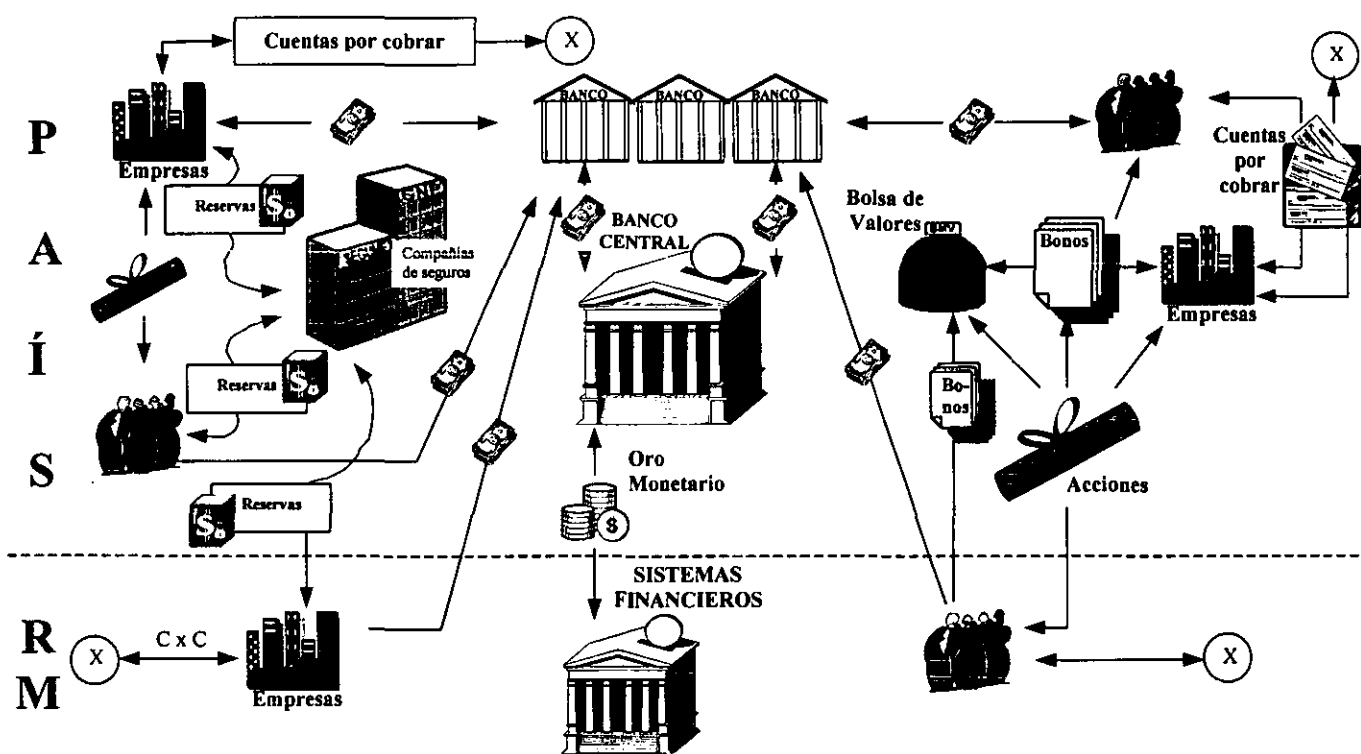 Cuentas por cobrar
X
X
BANCO
BANCO
BANCO
P
A
Í
S
Empresas
Reservas
$
Compañías
de seguros
BANCO
CENTRAL
Bolsa de
Valores
Bonos
Cuentas
por
cobrar
Empresas
Reservas
$
Bo-
nos
Reservas
$
Oro
Monetario
$
Acciones
SISTEMAS
FINANCIEROS
R
M
X
C x C
Empresas
X